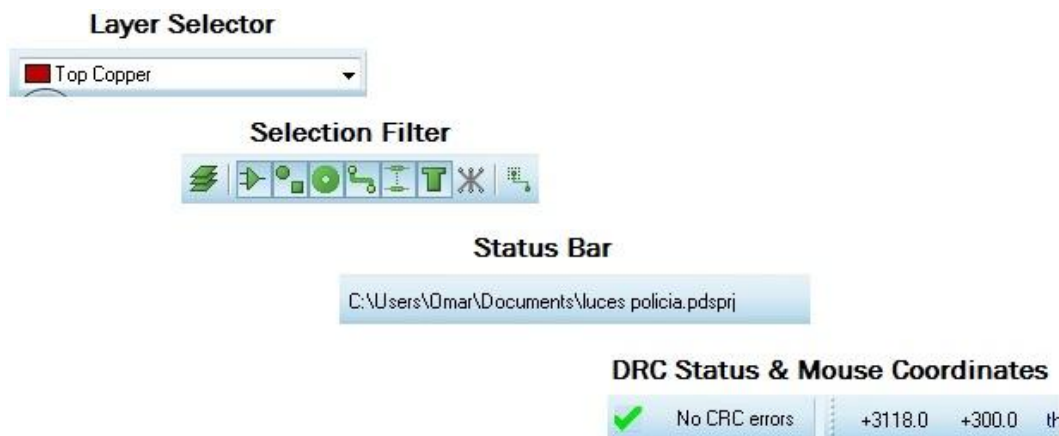 Layer Selector
Top Copper
Selection Filter
Status Bar
C:\Users\Omar\Documents\luces policia.pdsprj
DRC Status & Mouse Coordinates
No CRC errors +3118.0 +300.0 th